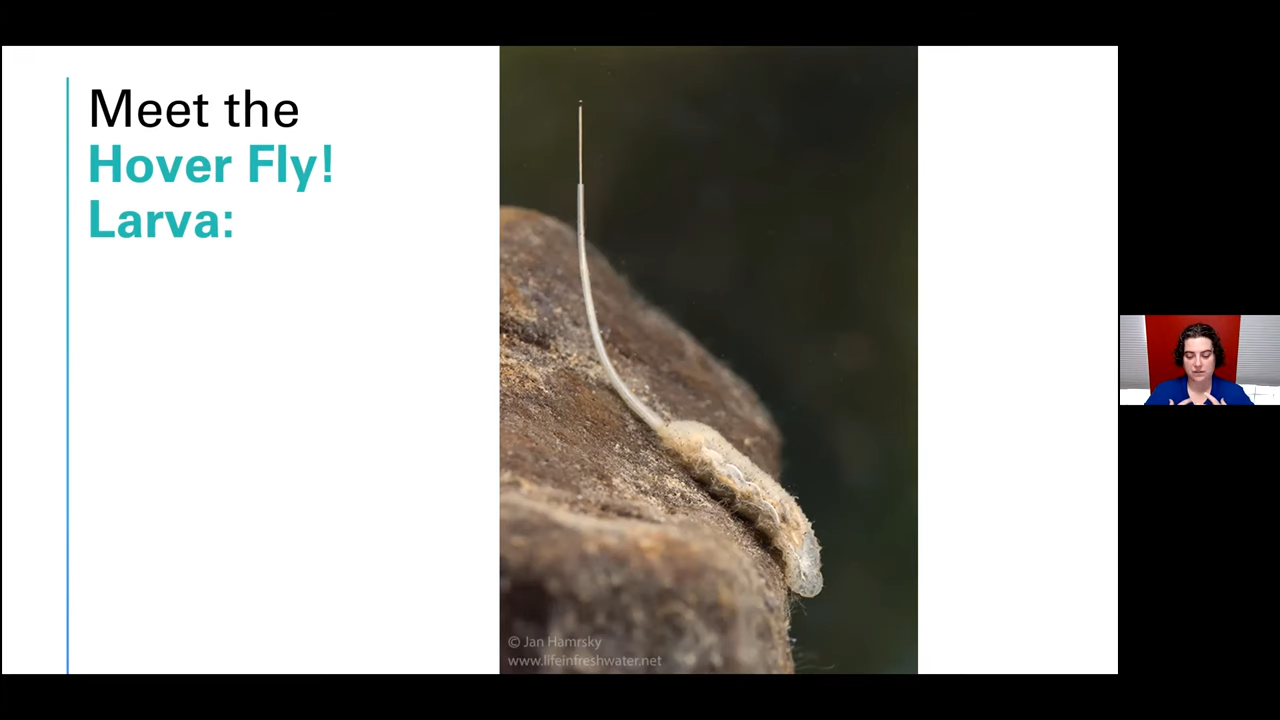 Meet the
Hover Fly!
Larva:
© Jan Hamrsky
www.lifeinfreshwater.net